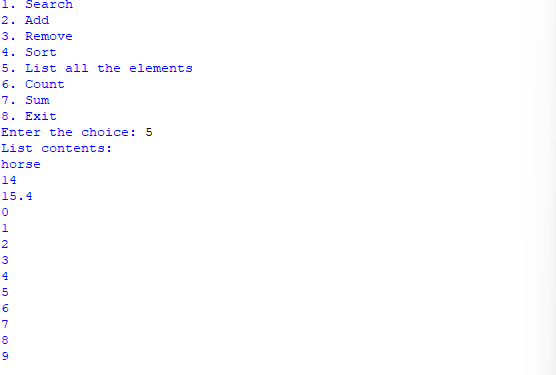 1. Search
2. Add
3. Remove
4. Sort
5. List all the elements
6. Count
7. Sum
8. Exit
Enter the choice: 5
List contents:
horse
14
15.4
0
1
2
3
4
5
6
7
8
9